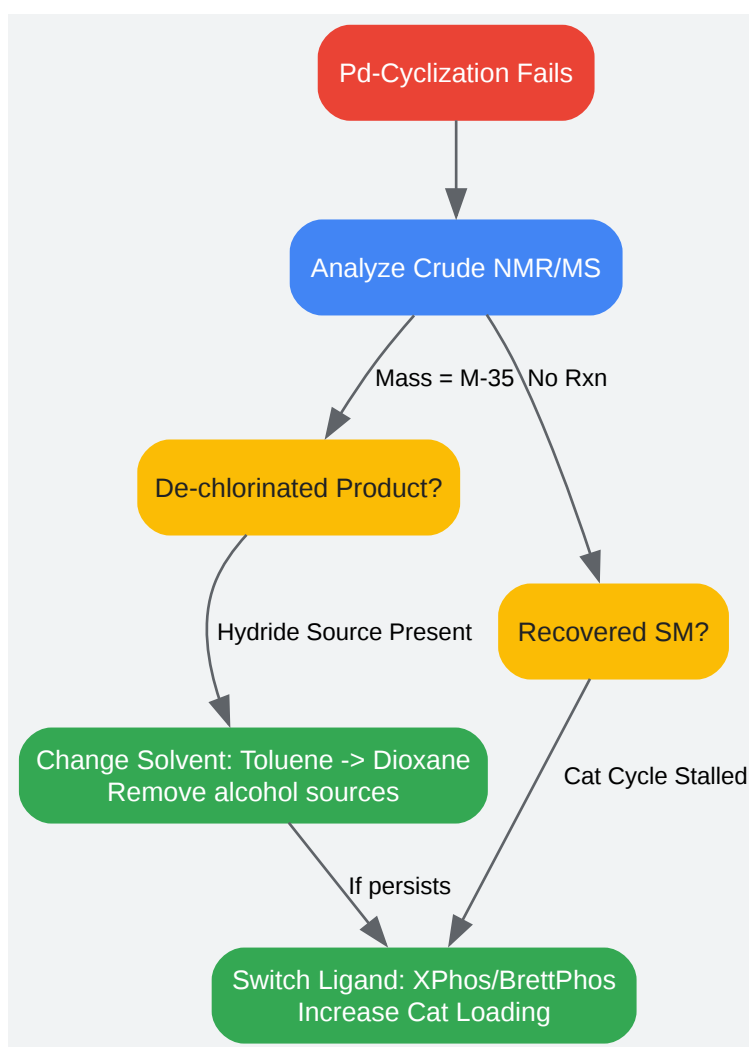 Pd-Cyclization Fails
Analyze Crude NMR/MS
Mass = M-35
No Rxn
De-chlorinated Product?
Hydride Source Present
Recovered SM?
Change Solvent: Toluene -> Dioxane
Remove alcohol sources
Cat Cycle Stalled
If persists
Switch Ligand: XPhos/BrettPhos
Increase Cat Loading